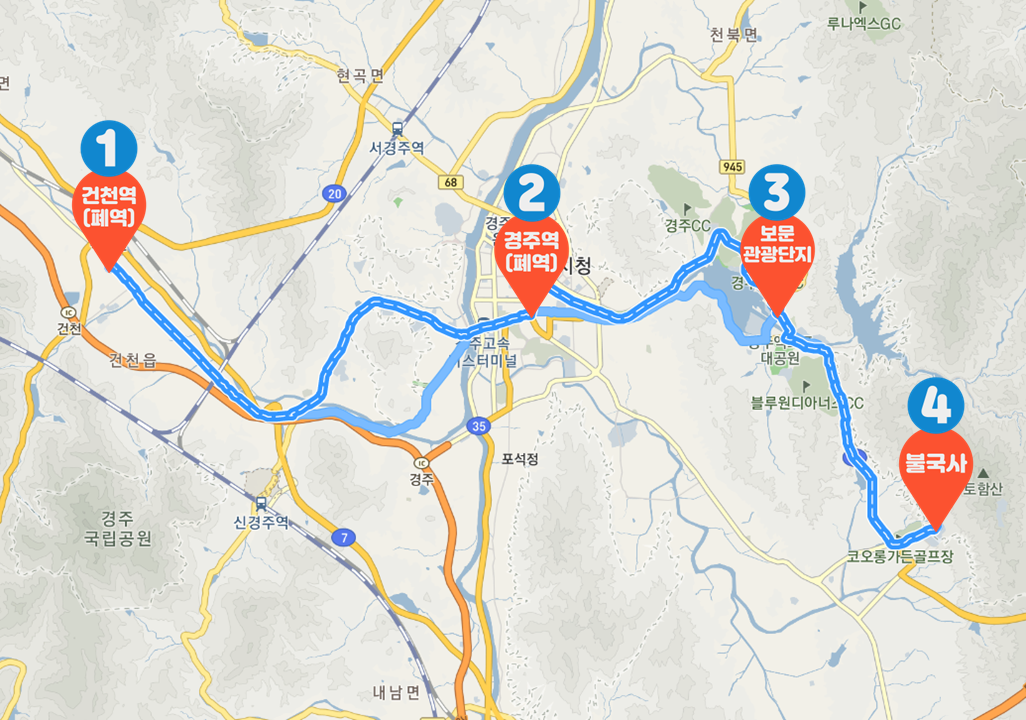 루나엑스GC
천북면
현곡면
면
1
서경주역
945
2
3
68
20
건천역
(폐역)
경주CC
경주역
(폐역)
시청
보문
관광단지
IC
건천
건천읍
주고속
스터미널
대공원
블루원디아너스CC
4
35
IC
경주
포석정
불국사
토함산
경주
국립공원
신경주역
7
코오롱가든골프장
내남면